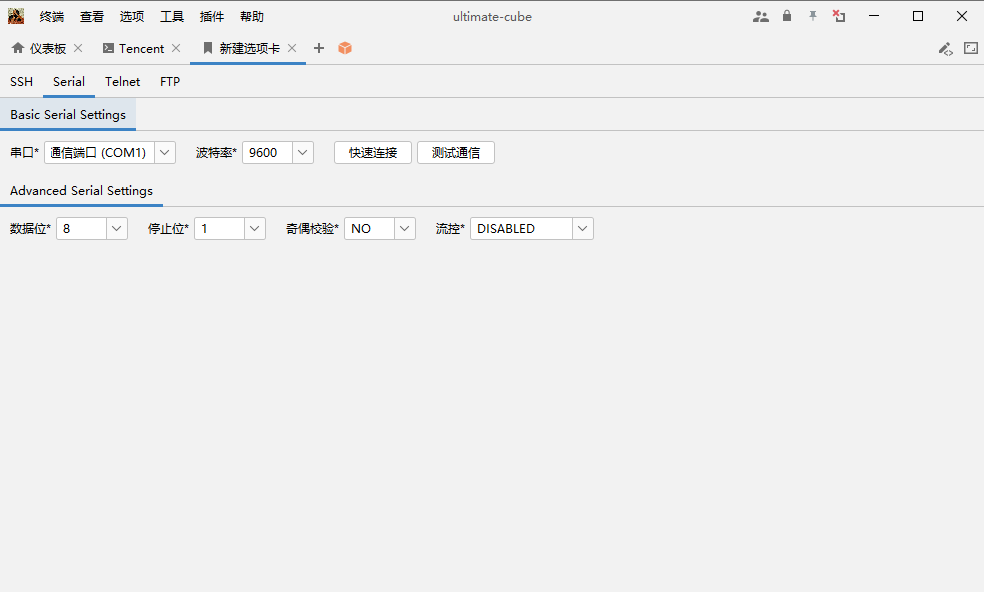 终端 查看 选项 工具 插件 帮助 ultimate-cube
仪表板 Tencent 新建选项卡
SSH Serial Telnet FTP
Basic Serial Settings
串口* 通信端口 (COM1) 波特率* 9600 快速连接 测试通信
Advanced Serial Settings
数据位* 8 停止位* 1 奇偶校验* NO 流控* DISABLED